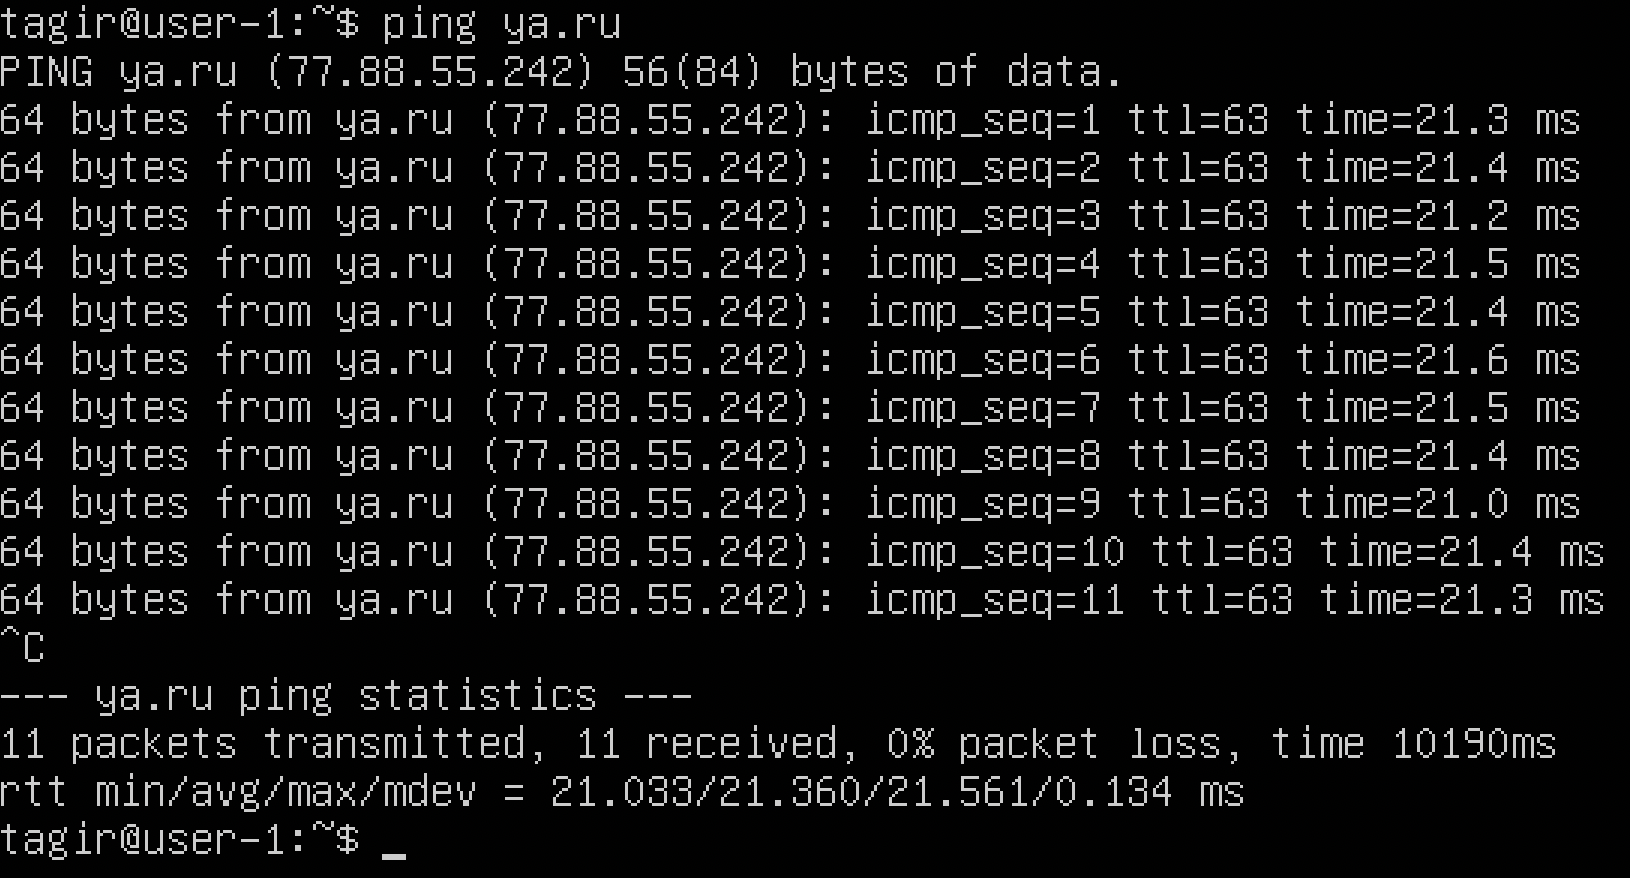 tagir@user-1:~$ ping ya.ru
PING ya.ru (77.88.55.242) 56(84) bytes of data.
64 bytes from ya.ru (77.88.55.242): icmp_seq=1 ttl=63 time=21.3 ms
64 bytes from ya.ru (77.88.55.242): icmp_seq=2 ttl=63 time=21.4 ms
64 bytes from ya.ru (77.88.55.242): icmp_seq=3 ttl=63 time=21.2 ms
64 bytes from ya.ru (77.88.55.242): icmp_seq=4 ttl=63 time=21.5 ms
64 bytes from ya.ru (77.88.55.242): icmp_seq=5 ttl=63 time=21.4 ms
64 bytes from ya.ru (77.88.55.242): icmp_seq=6 ttl=63 time=21.6 ms
64 bytes from ya.ru (77.88.55.242): icmp_seq=7 ttl=63 time=21.5 ms
64 bytes from ya.ru (77.88.55.242): icmp_seq=8 ttl=63 time=21.4 ms
64 bytes from ya.ru (77.88.55.242): icmp_seq=9 ttl=63 time=21.0 ms
64 bytes from ya.ru (77.88.55.242): icmp_seq=10 ttl=63 time=21.4 ms
64 bytes from ya.ru (77.88.55.242): icmp_seq=11 ttl=63 time=21.3 ms
^C
--- ya.ru ping statistics ---
11 packets transmitted, 11 received, 0% packet loss, time 10190ms
rtt min/avg/max/mdev = 21.033/21.360/21.561/0.134 ms
tagir@user-1:~$ _